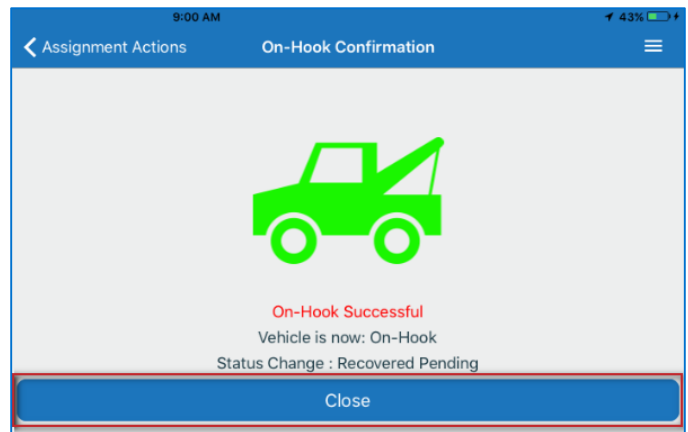 9:00 AM 43%
Assignment Actions On-Hook Confirmation
On-Hook Successful
Vehicle is now: On-Hook
Status Change : Recovered Pending
Close